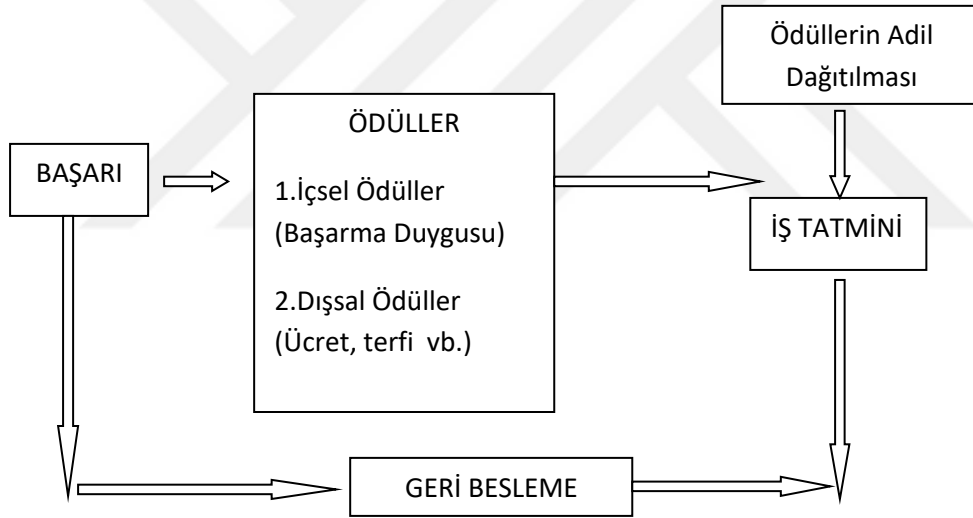 Ödüllerin Adil
Dağıtılması
ÖDÜLLER
BAŞARI
1.İçsel Ödüller
(Başarma Duygusu)
İŞ TATMİNİ
2.Dışsal Ödüller
(Ücret, terfi  vb.)
GERİ BESLEME